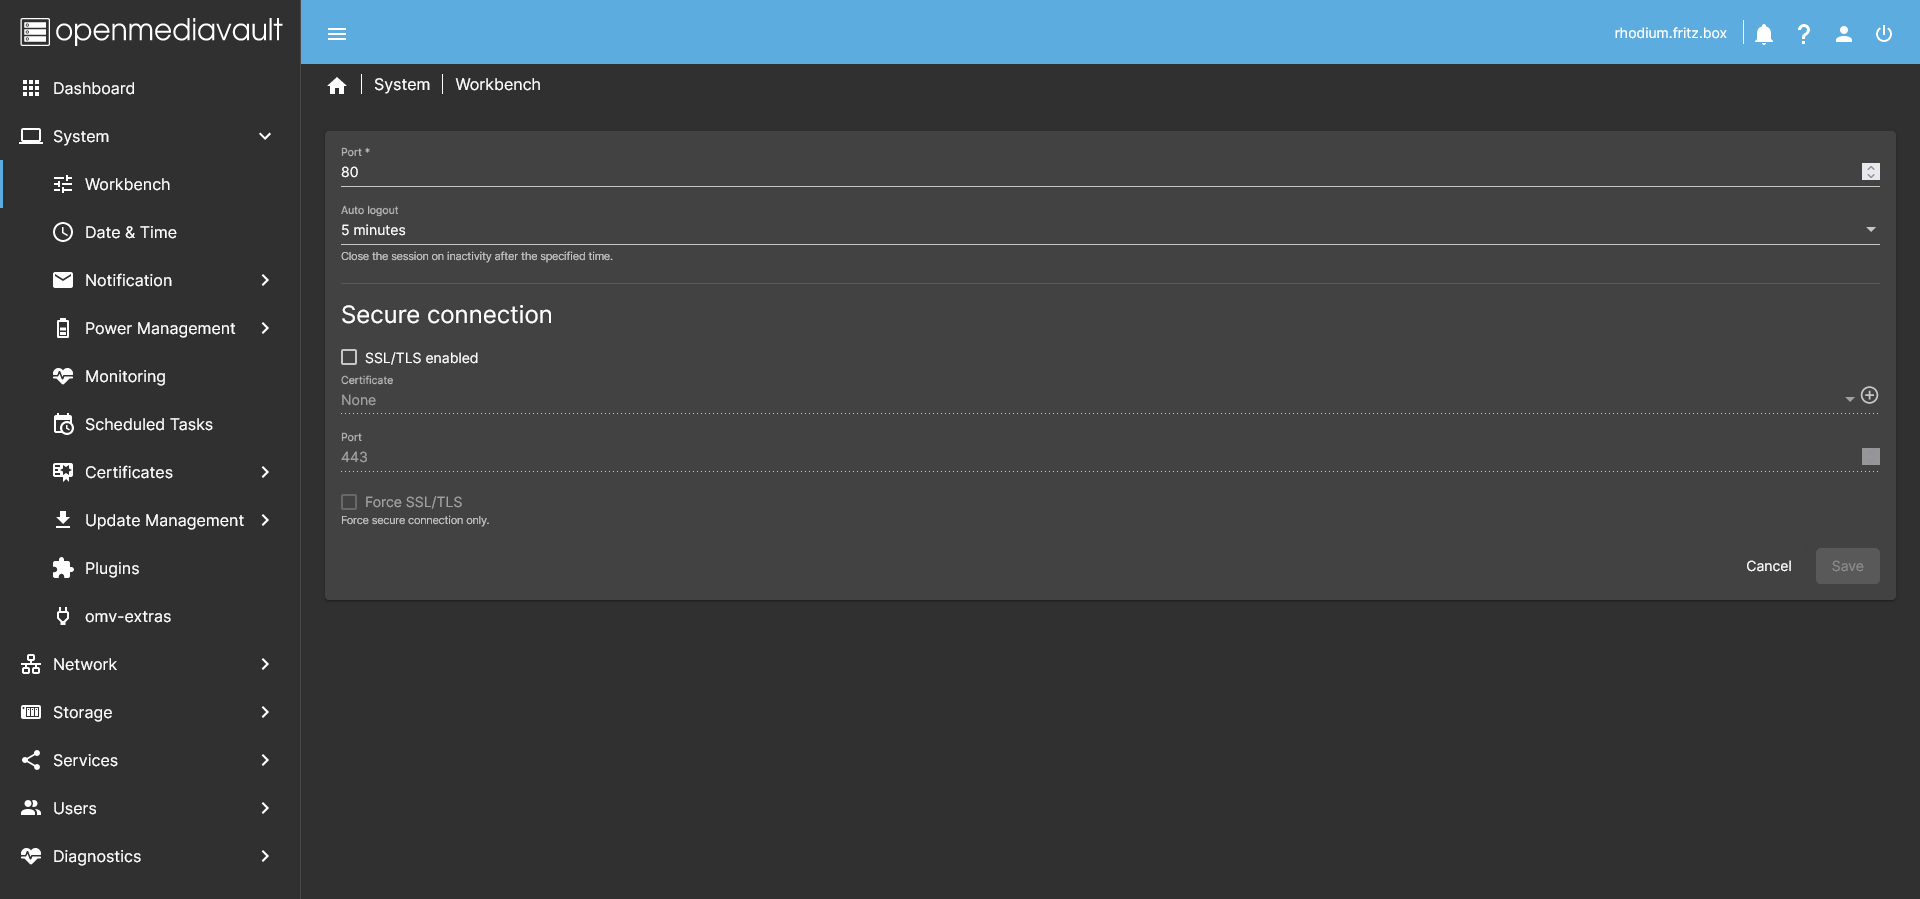 openmediavault
rhodium.fritz.box
Dashboard
System
Workbench
Date & Time
Notification
Power Management
Monitoring
Scheduled Tasks
Certificates
Update Management
Plugins
omv-extras
Network
Storage
Services
Users
Diagnostics
System
Workbench
Port *
80
Auto logout
5 minutes
Close the session on inactivity after the specified time.
Secure connection
SSL/TLS enabled
Certificate
None
Port
443
Force SSL/TLS
Force secure connection only.
Cancel
Save